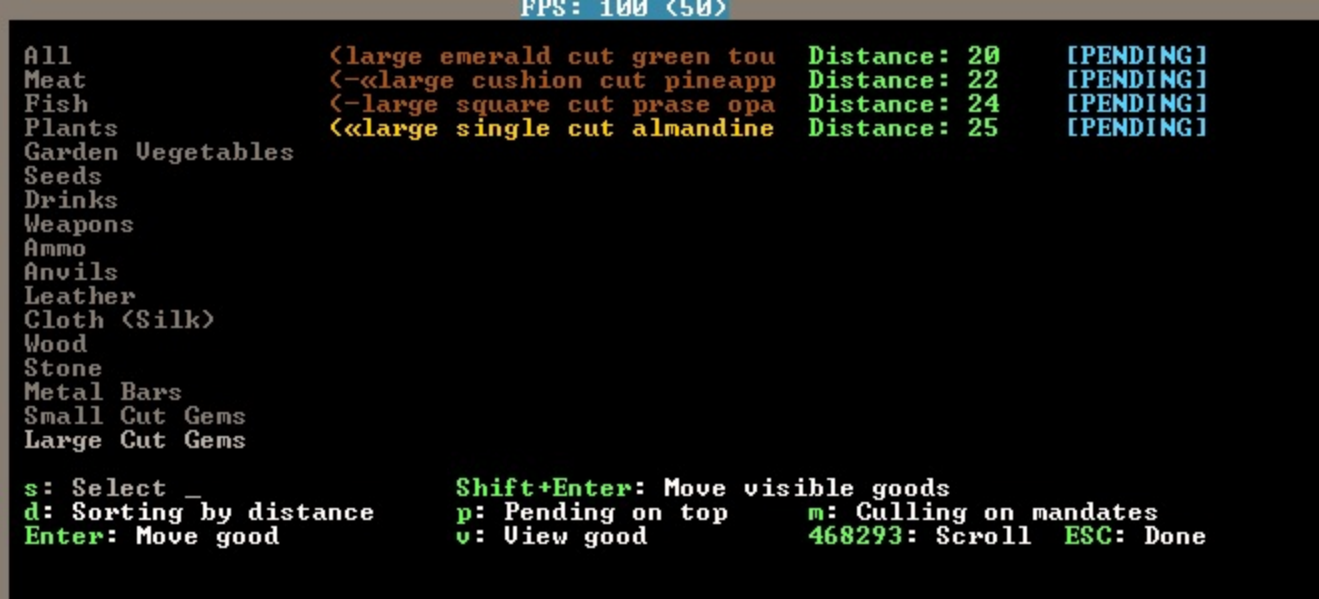 FPS: 100 (50)
All (large emerald cut green tou Distance: 20 [PENDING]
Meat (-«large cushion cut pineapp Distance: 22 [PENDING]
Fish (-large square cut prase opa Distance: 24 [PENDING]
Plants («large single cut almandine Distance: 25 [PENDING]
Garden Vegetables
Seeds
Drinks
Weapons
Ammo
Anvils
Leather
Cloth (Silk)
Wood
Stone
Metal Bars
Small Cut Gems
Large Cut Gems
s: Select _ Shift+Enter: Move visible goods
d: Sorting by distance p: Pending on top m: Culling on mandates
Enter: Move good v: View good 468293: Scroll ESC: Done